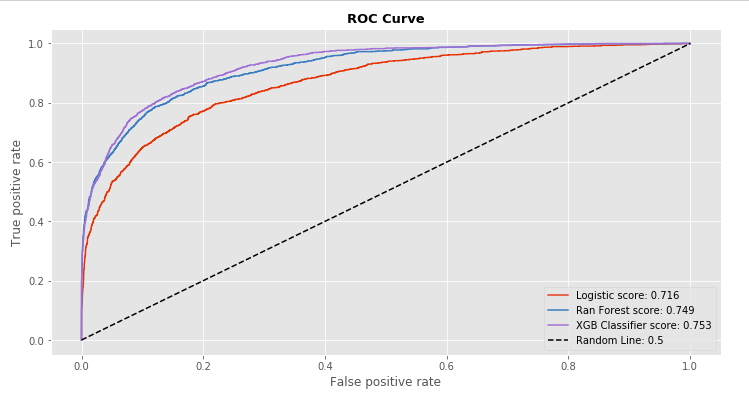 ROC Curve
1.0
0.8
0.6
0.4
0.2
0.0
True positive rate
0.0 0.2 0.4 0.6 0.8 1.0
False positive rate
Logistic score: 0.716
Ran Forest score: 0.749
XGB Classifier score: 0.753
Random Line: 0.5